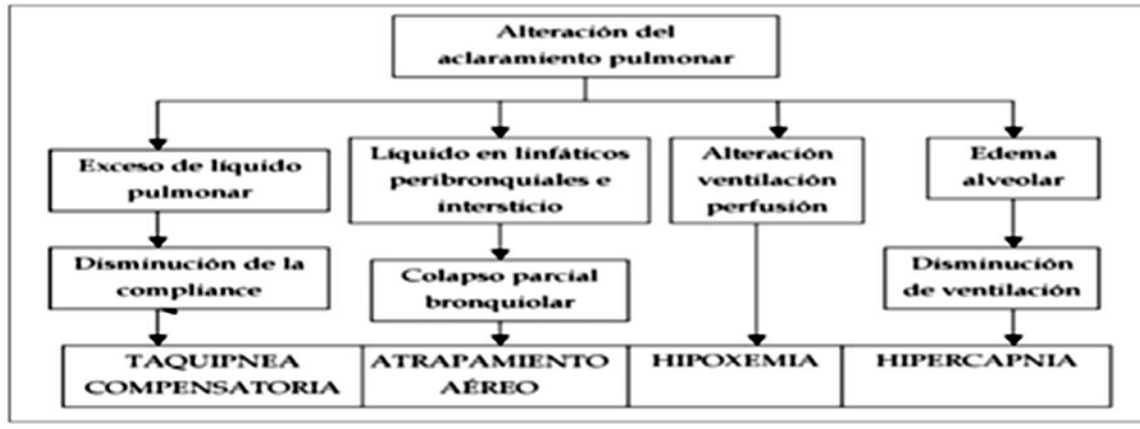 Alteración del
aclaramiento pulmonar
Exceso de líquido
pulmonar
Líquido en linfáticos
peribronquiales e
intersticio
Alteración
ventilación
perfusión
Edema
alveolar
Disminución de la
compliance
Colapso parcial
bronquiolar
Disminución
de ventilación
TAQUIPNEA
COMPENSATORIA
ATRAPAMIENTO
AÉREO
HIPOXEMIA
HIPERCAPNIA